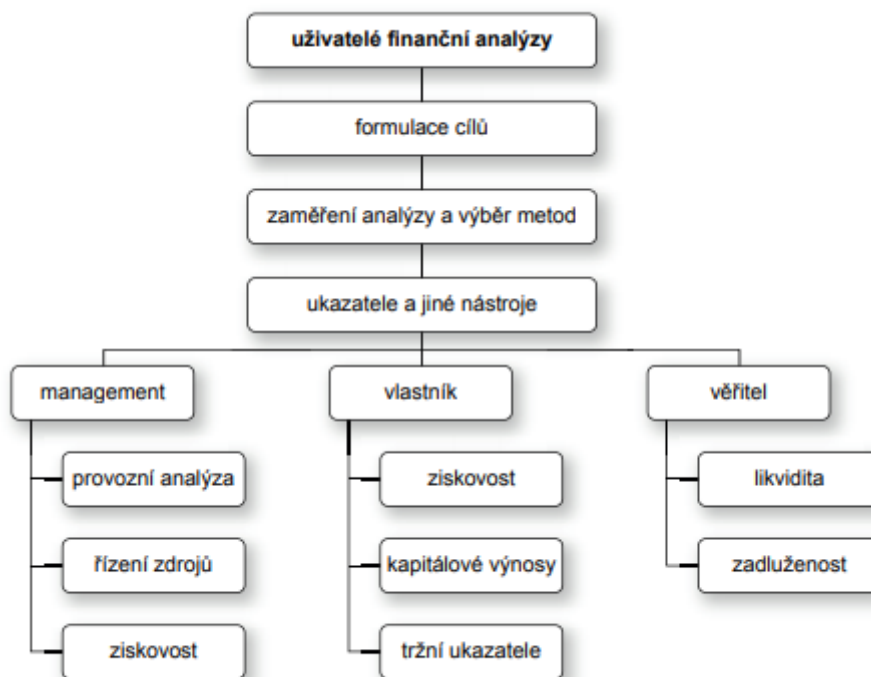 uživatelé finanční analýzy
formulace cílů
zaměření analýzy a výběr metod
ukazatele a jiné nástroje
management
vlastník
věřitel
provozní analýza
ziskovost
likvidita
řízení zdrojů
kapitálové výnosy
zadluženost
ziskovost
tržní ukazatele